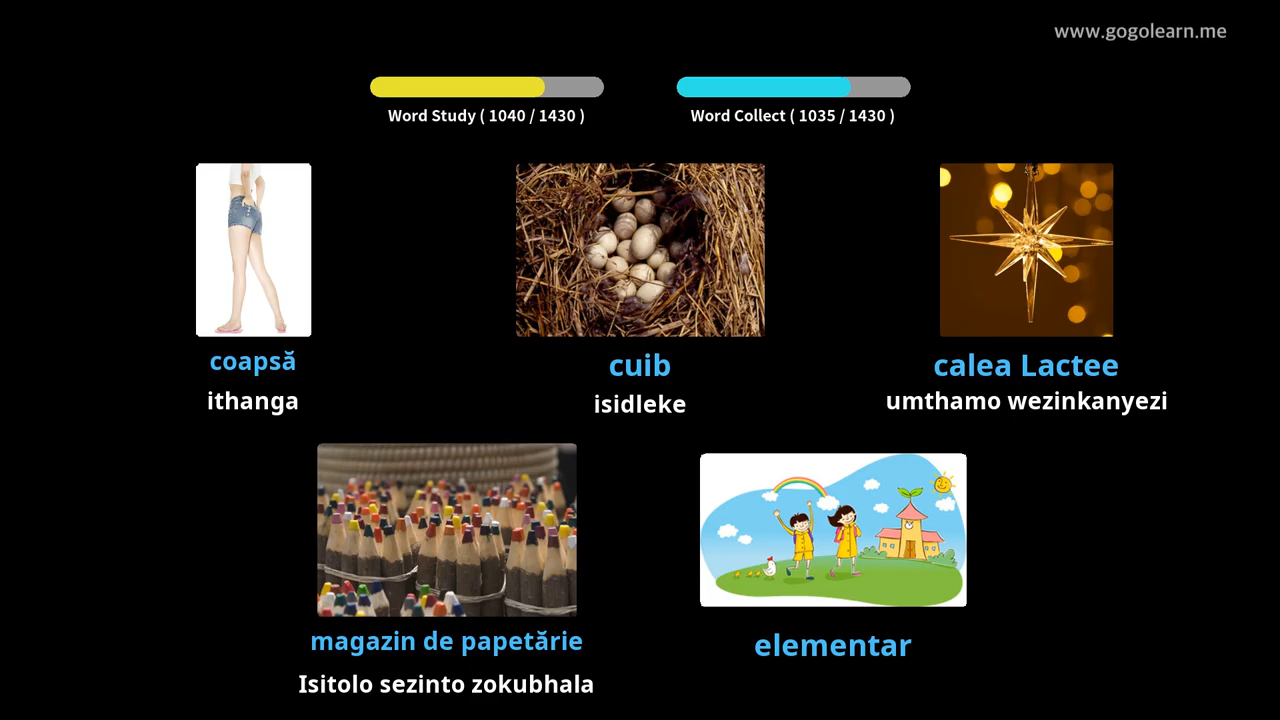 www.gogolearn.me
Word Study ( 1040 / 1430 )
Word Collect ( 1035 / 1430 )
coapsă
ithanga
cuib
isidleke
calea Lactee
umthamo wezinkanyezi
magazin de papetărie
Isitolo sezinto zokubhala
elementar